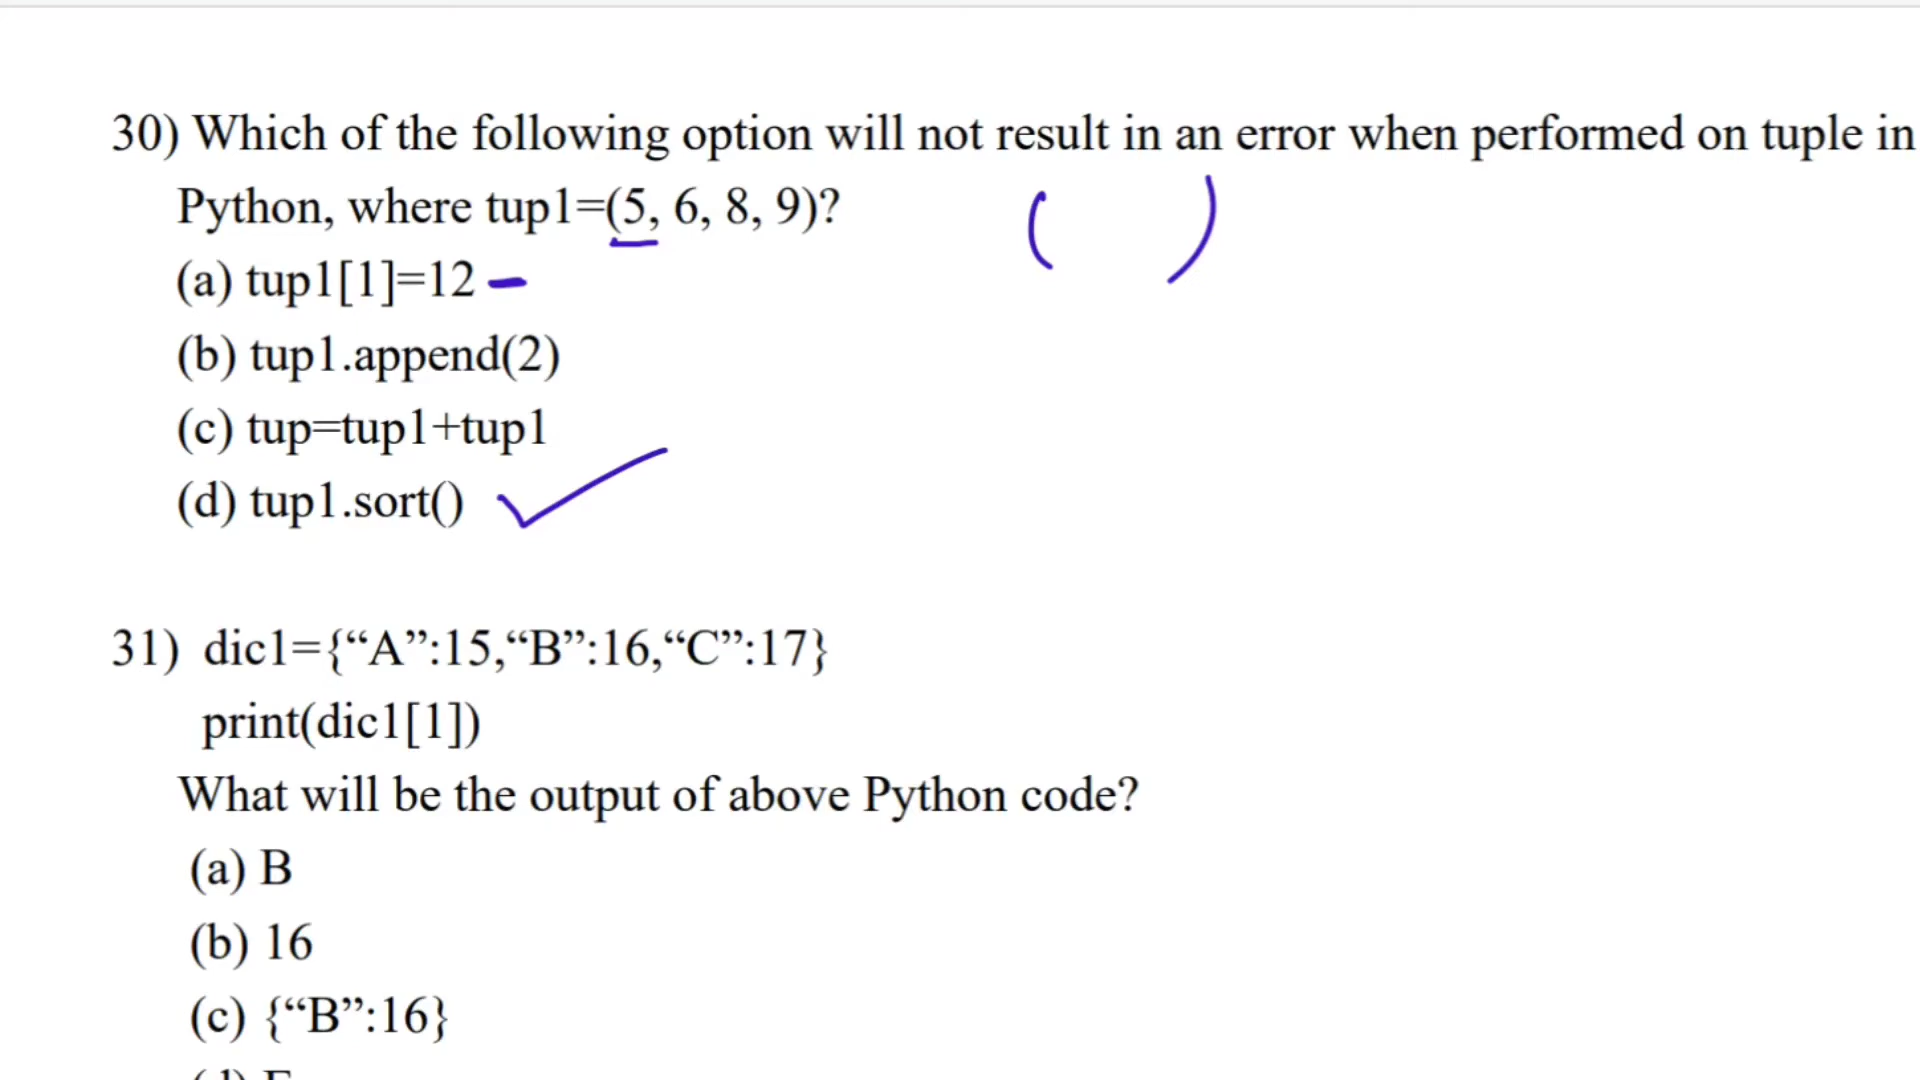 30) Which of the following option will not result in an error when performed on tuple in
Python, where tup1=(5, 6, 8, 9)?
(a) tup1[1]=12
(b) tup1.append(2)
(c) tup=tup1+tup1
(d) tup1.sort()
31) dic1={“A”:15,“B”:16,“C”:17}
print(dic1[1])
What will be the output of above Python code?
(a) B
(b) 16
(c) {“B”:16}